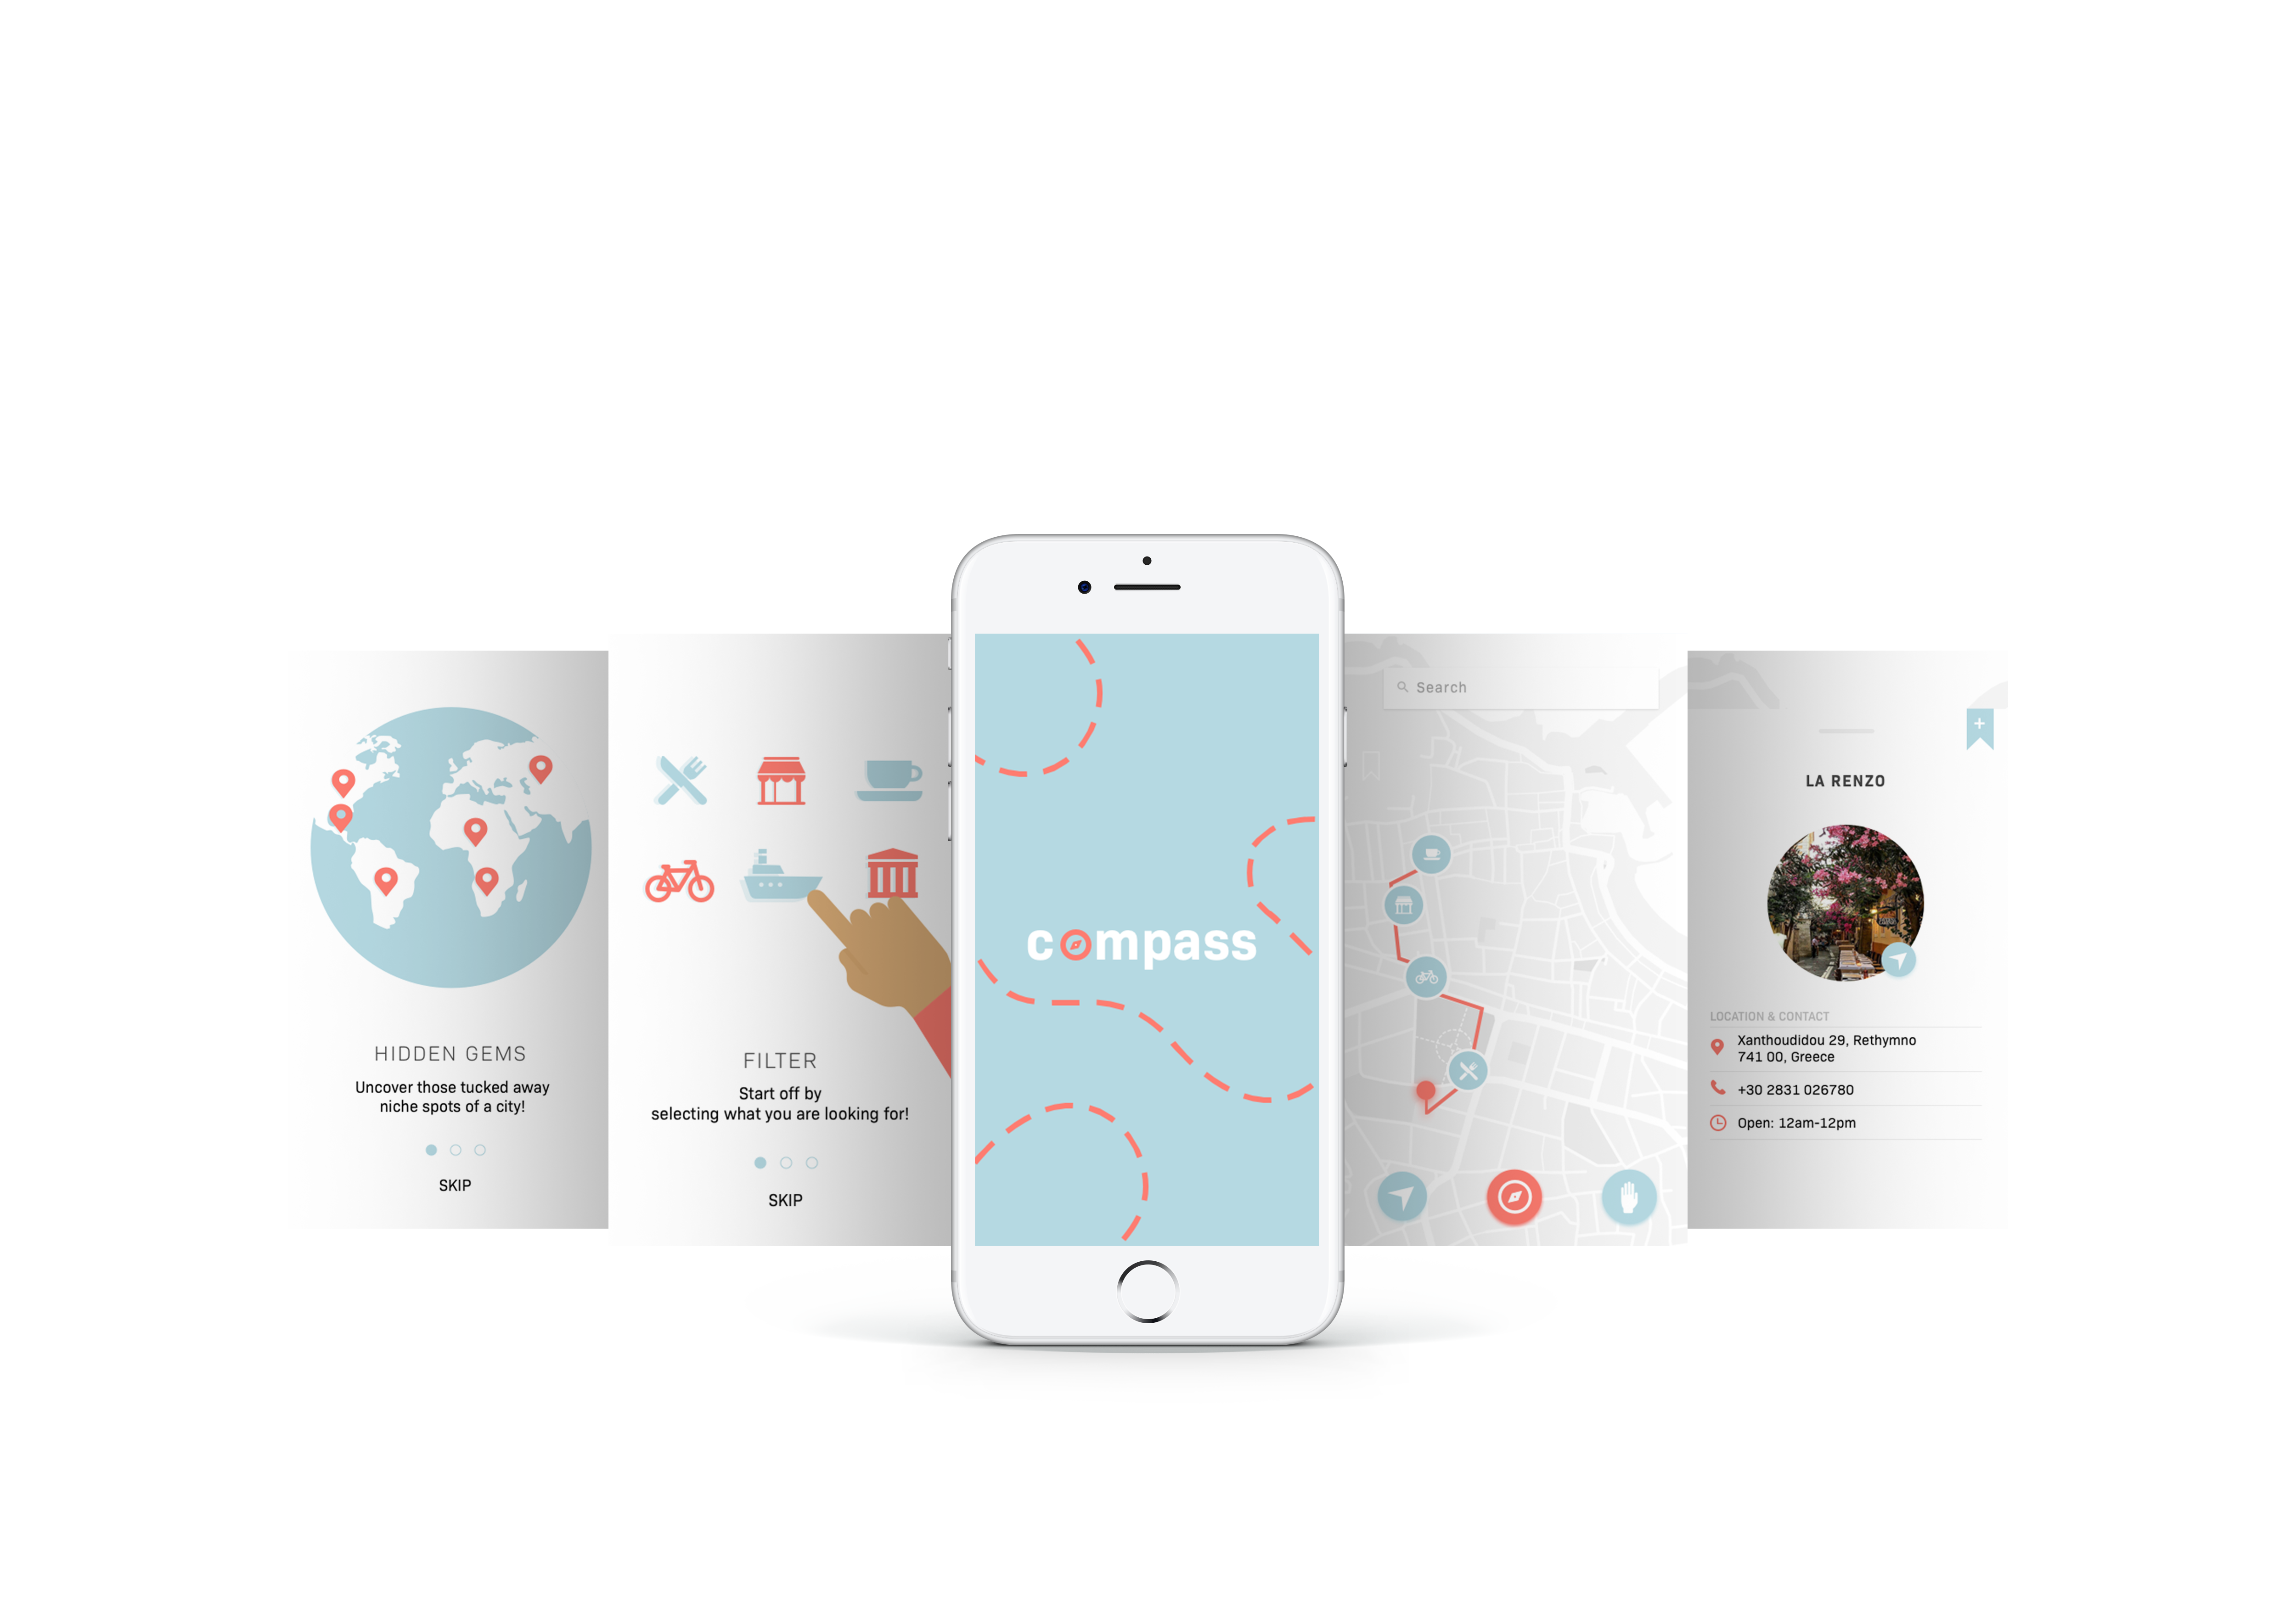 HIDDEN GEMS
Uncover those tucked away
niche spots of a city!
SKIP
FILTER
Start off by
selecting what you are looking for!
SKIP
compass
Search
LA RENZO
LOCATION & CONTACT
Xanthoudidou 29, Rethymno
741 00, Greece
+30 2831 026780
Open: 12am-12pm